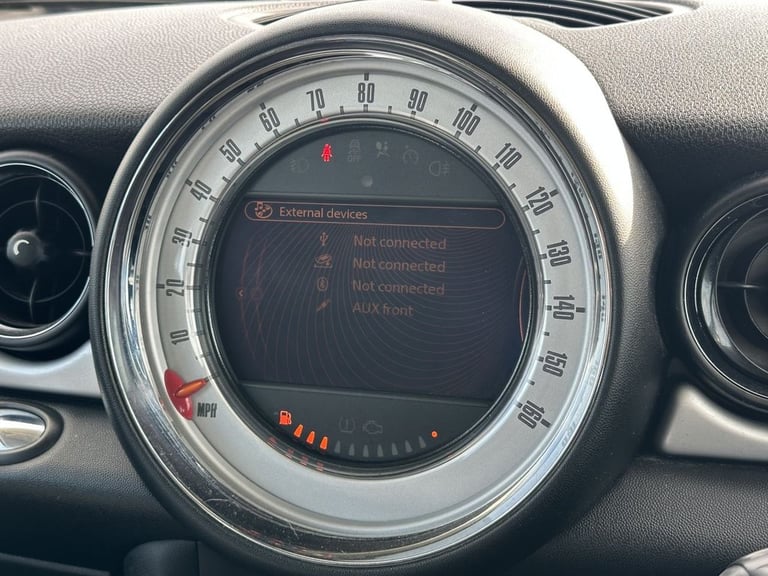 10
20
30
40
50
60
70
80
90
100
110
120
130
140
150
160
MPH
OFF
External devices
Not connected
Not connected
Not connected
AUX front